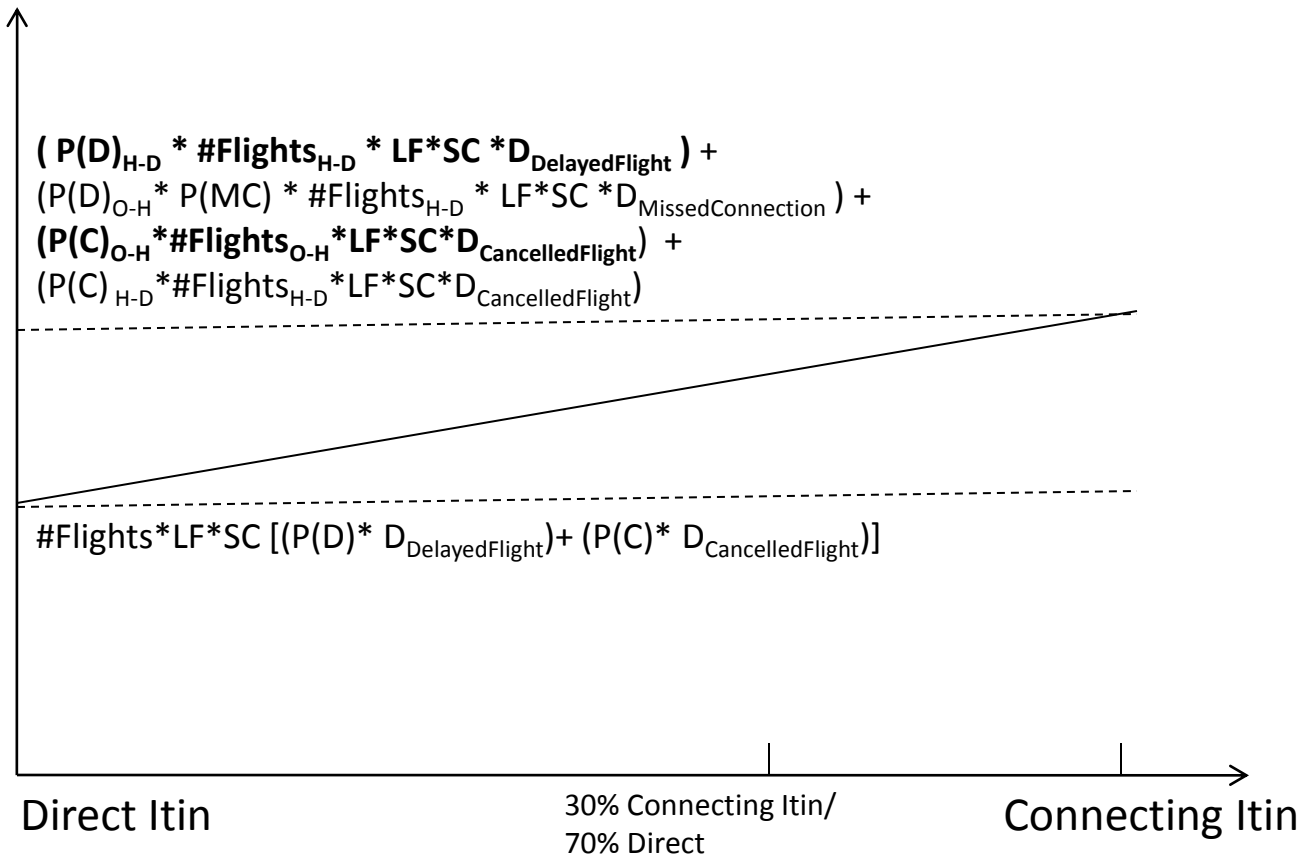 ( P(D)H-D * #FlightsH-D * LF*SC *DDelayedFlight ) +
(P(D)O-H* P(MC) * #FlightsH-D * LF*SC *DMissedConnection ) +
(P(C)O-H*#FlightsO-H*LF*SC*DCancelledFlight) +
(P(C) H-D*#FlightsH-D*LF*SC*DCancelledFlight)
#Flights*LF*SC [(P(D)* DDelayedFlight)+ (P(C)* DCancelledFlight)]
Direct Itin
30% Connecting Itin/
70% Direct
Connecting Itin